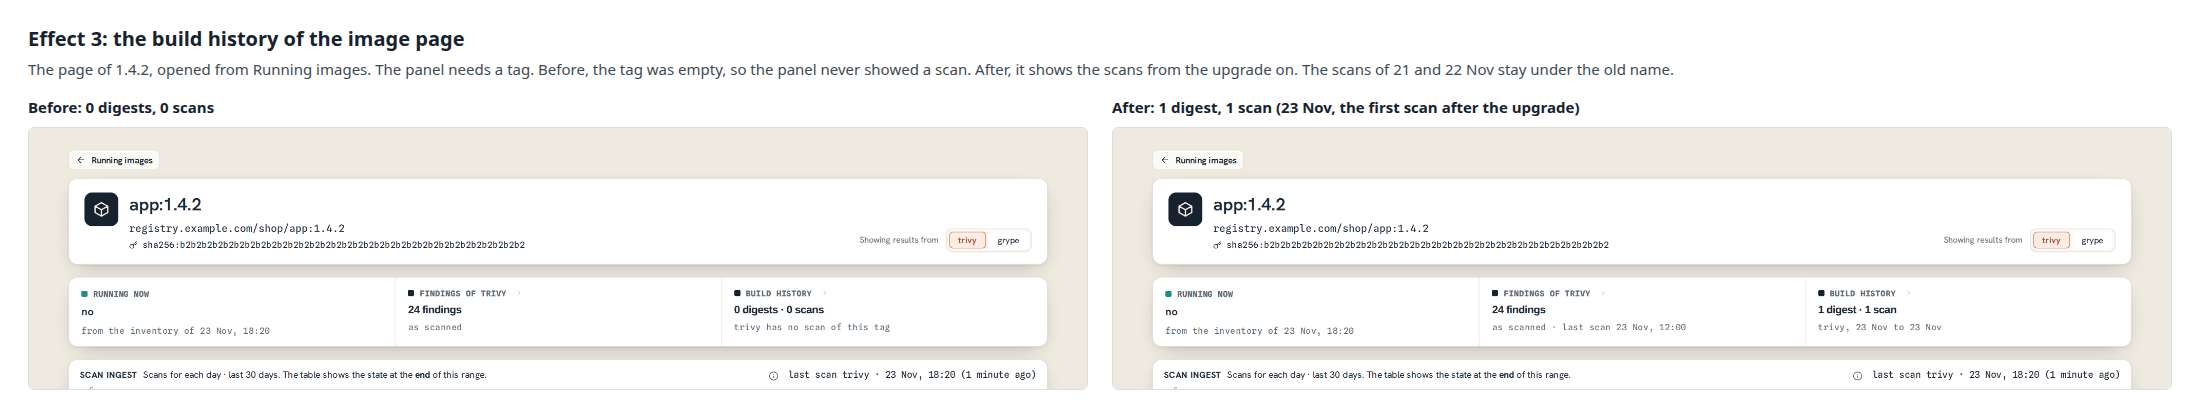 Effect 3: the build history of the image page
The page of 1.4.2, opened from Running images. The panel needs a tag. Before, the tag was empty, so the panel never showed a scan. After, it shows the scans from the upgrade on. The scans of 21 and 22 Nov stay under the old name.
Before: 0 digests, 0 scans
← Running images
app:1.4.2
registry.example.com/shop/app:1.4.2
sha256:b2b2b2b2b2b2b2b2b2b2b2b2b2b2b2b2b2b2b2b2b2b2b2b2b2b2b2b2b2b2b2b2
Showing results from trivy grype
RUNNING NOW
no
from the inventory of 23 Nov, 18:20
FINDINGS OF TRIVY
24 findings
as scanned
BUILD HISTORY
0 digests · 0 scans
trivy has no scan of this tag
SCAN INGEST Scans for each day · last 30 days. The table shows the state at the end of this range.
last scan trivy · 23 Nov, 18:20 (1 minute ago)
After: 1 digest, 1 scan (23 Nov, the first scan after the upgrade)
← Running images
app:1.4.2
registry.example.com/shop/app:1.4.2
sha256:b2b2b2b2b2b2b2b2b2b2b2b2b2b2b2b2b2b2b2b2b2b2b2b2b2b2b2b2b2b2b2b2
Showing results from trivy grype
RUNNING NOW
no
from the inventory of 23 Nov, 18:20
FINDINGS OF TRIVY
24 findings
as scanned · last scan 23 Nov, 12:00
BUILD HISTORY
1 digest · 1 scan
trivy, 23 Nov to 23 Nov
SCAN INGEST Scans for each day · last 30 days. The table shows the state at the end of this range.
last scan trivy · 23 Nov, 18:20 (1 minute ago)